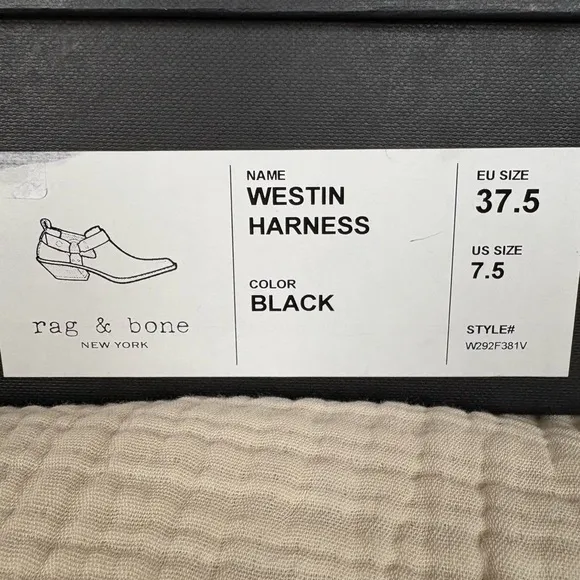 rag & bone
NEW YORK
NAME
WESTIN
HARNESS
COLOR
BLACK
EU SIZE
37.5
US SIZE
7.5
STYLE#
W292F381V